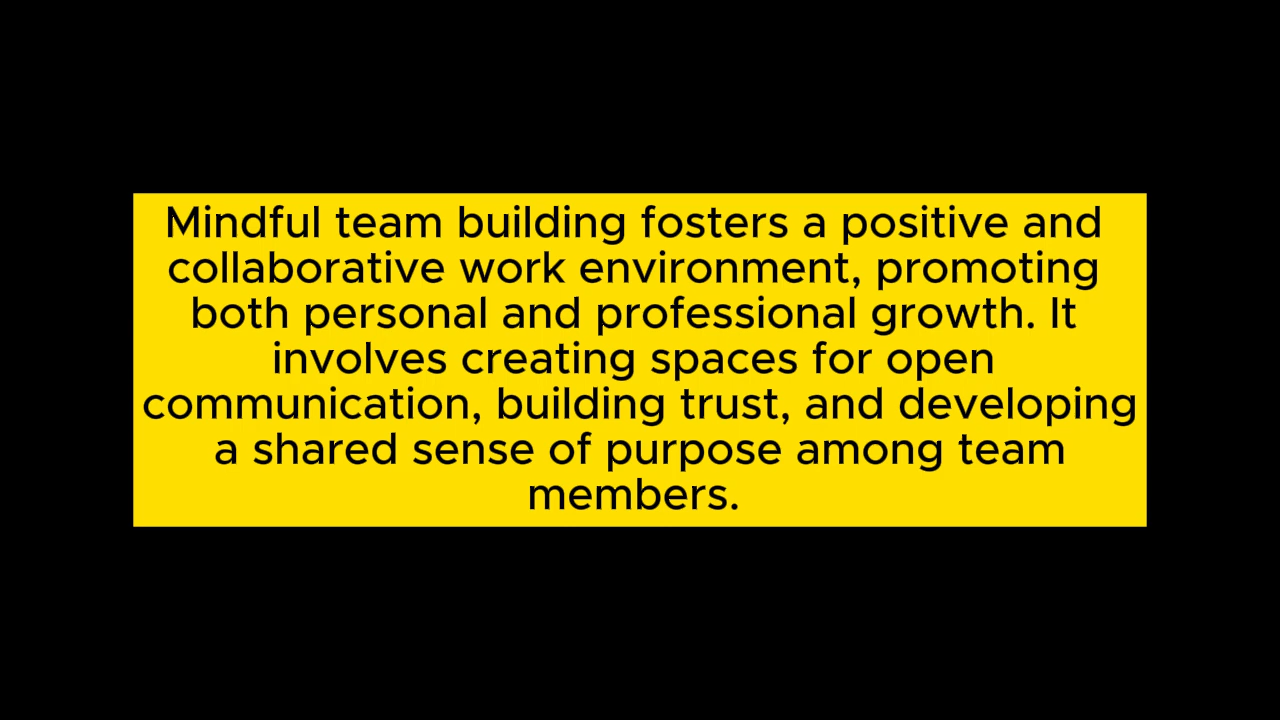 Mindful team building fosters a positive and
collaborative work environment, promoting
both personal and professional growth. It
involves creating spaces for open
communication, building trust, and developing
a shared sense of purpose among team
members.